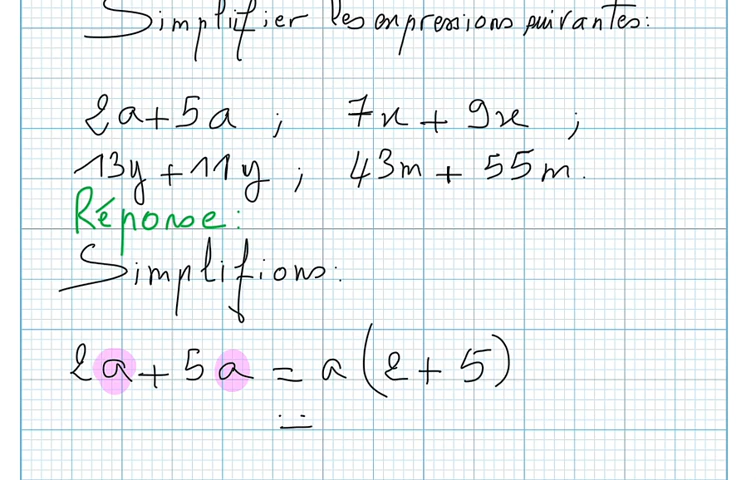 Simplifier les expressions suivantes:
2a+5a ; 7x + 9x ;
13y + 11y ; 43m + 55m.
Réponse:
Simplifions:
2a + 5a = a(2 + 5)
=